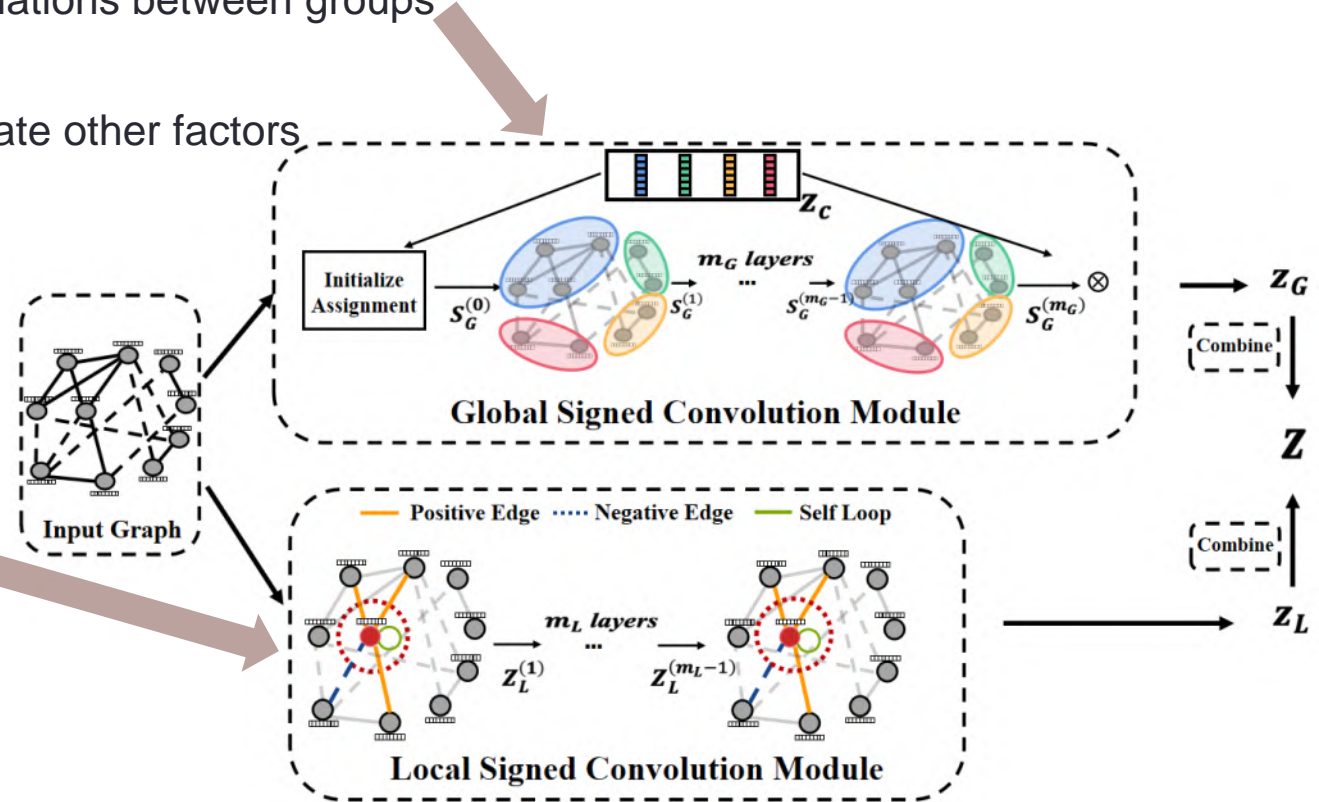 ations between groups
ate other factors
Z_c
Initialize
Assignment
S_G^(0)
S_G^(1)
m_G layers
...
S_G^(m_G-1)
S_G^(m_G)
⊗
Z_G
Combine
Global Signed Convolution Module
Z
Input Graph
Positive Edge
Negative Edge
Self Loop
Combine
m_L layers
...
Z_L^(1)
Z_L^(m_L-1)
Z_L
Local Signed Convolution Module